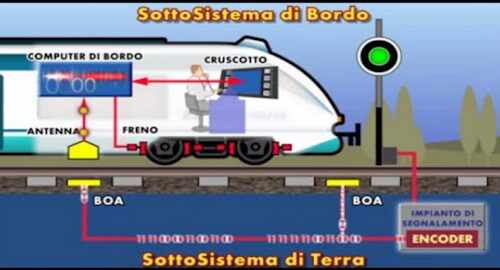 SottoSistema di Bordo
COMPUTER DI BORDO
CRUSCOTTO
ANTENNA
FRENO
BOA
BOA
IMPIANTO DI
SEGNALAMENTO
ENCODER
SottoSistema di Terra